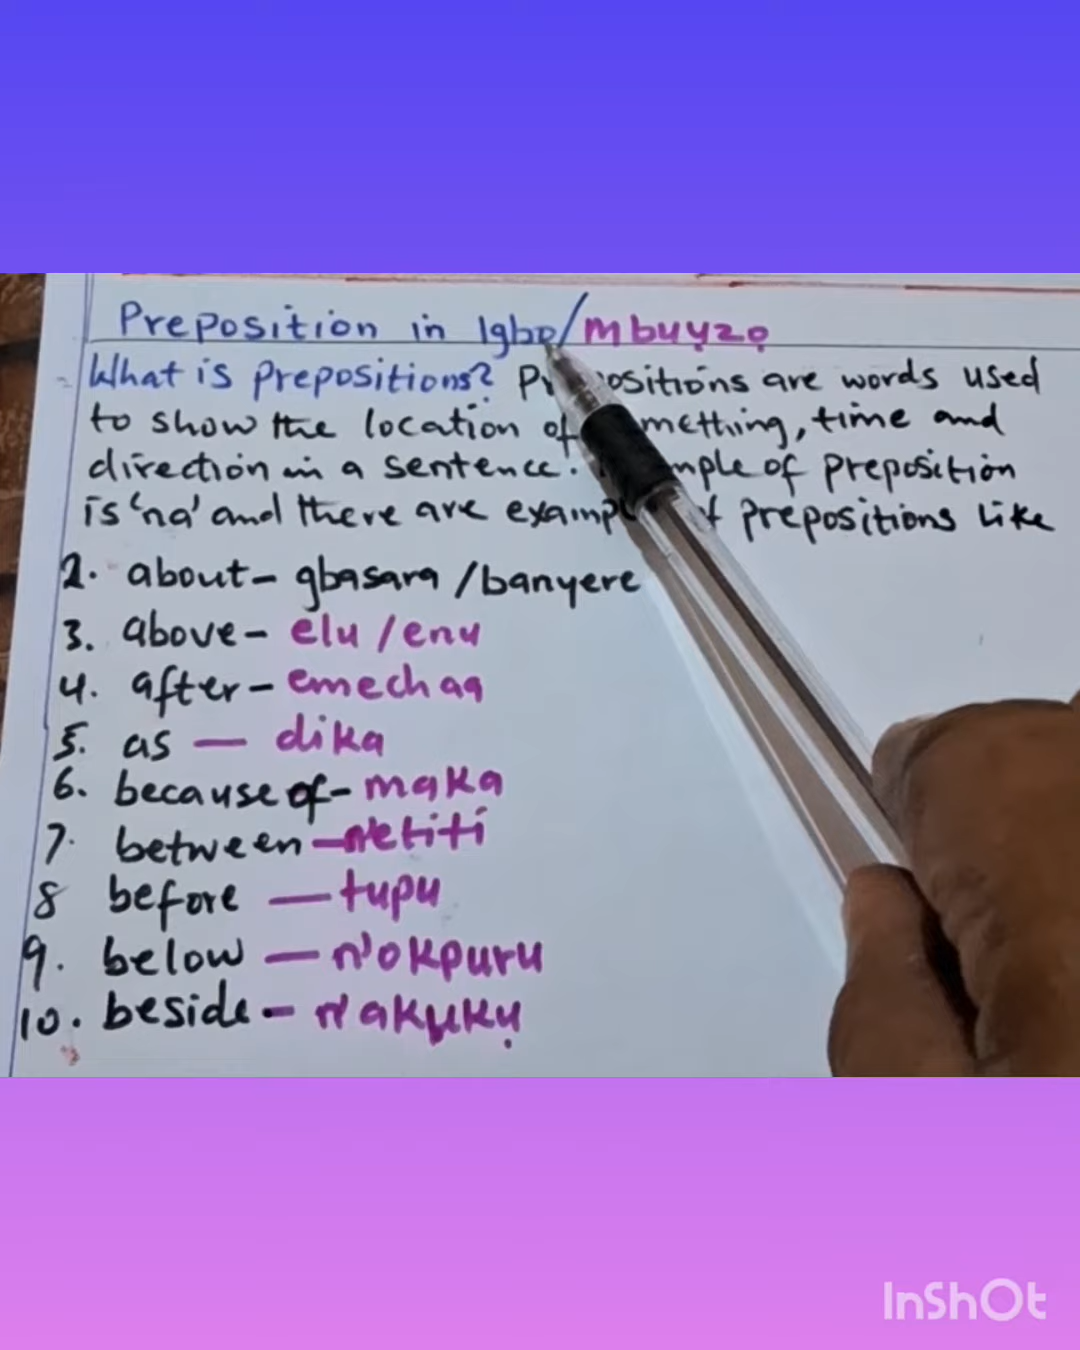 Preposition in Igbo/mbuụzọ
What is prepositions? Prepositions are words used
to show the location of something, time and
direction in a sentence. Example of preposition
is 'na' and there are example of prepositions like
2. about - gbasara / banyere
3. above - elu / enu
4. after - emechaa
5. as — dika
6. because of - maka
7. between - n'etiti
8 before — tupu
9. below — n'okpuru
10. beside - n'akụkụ
InShOt